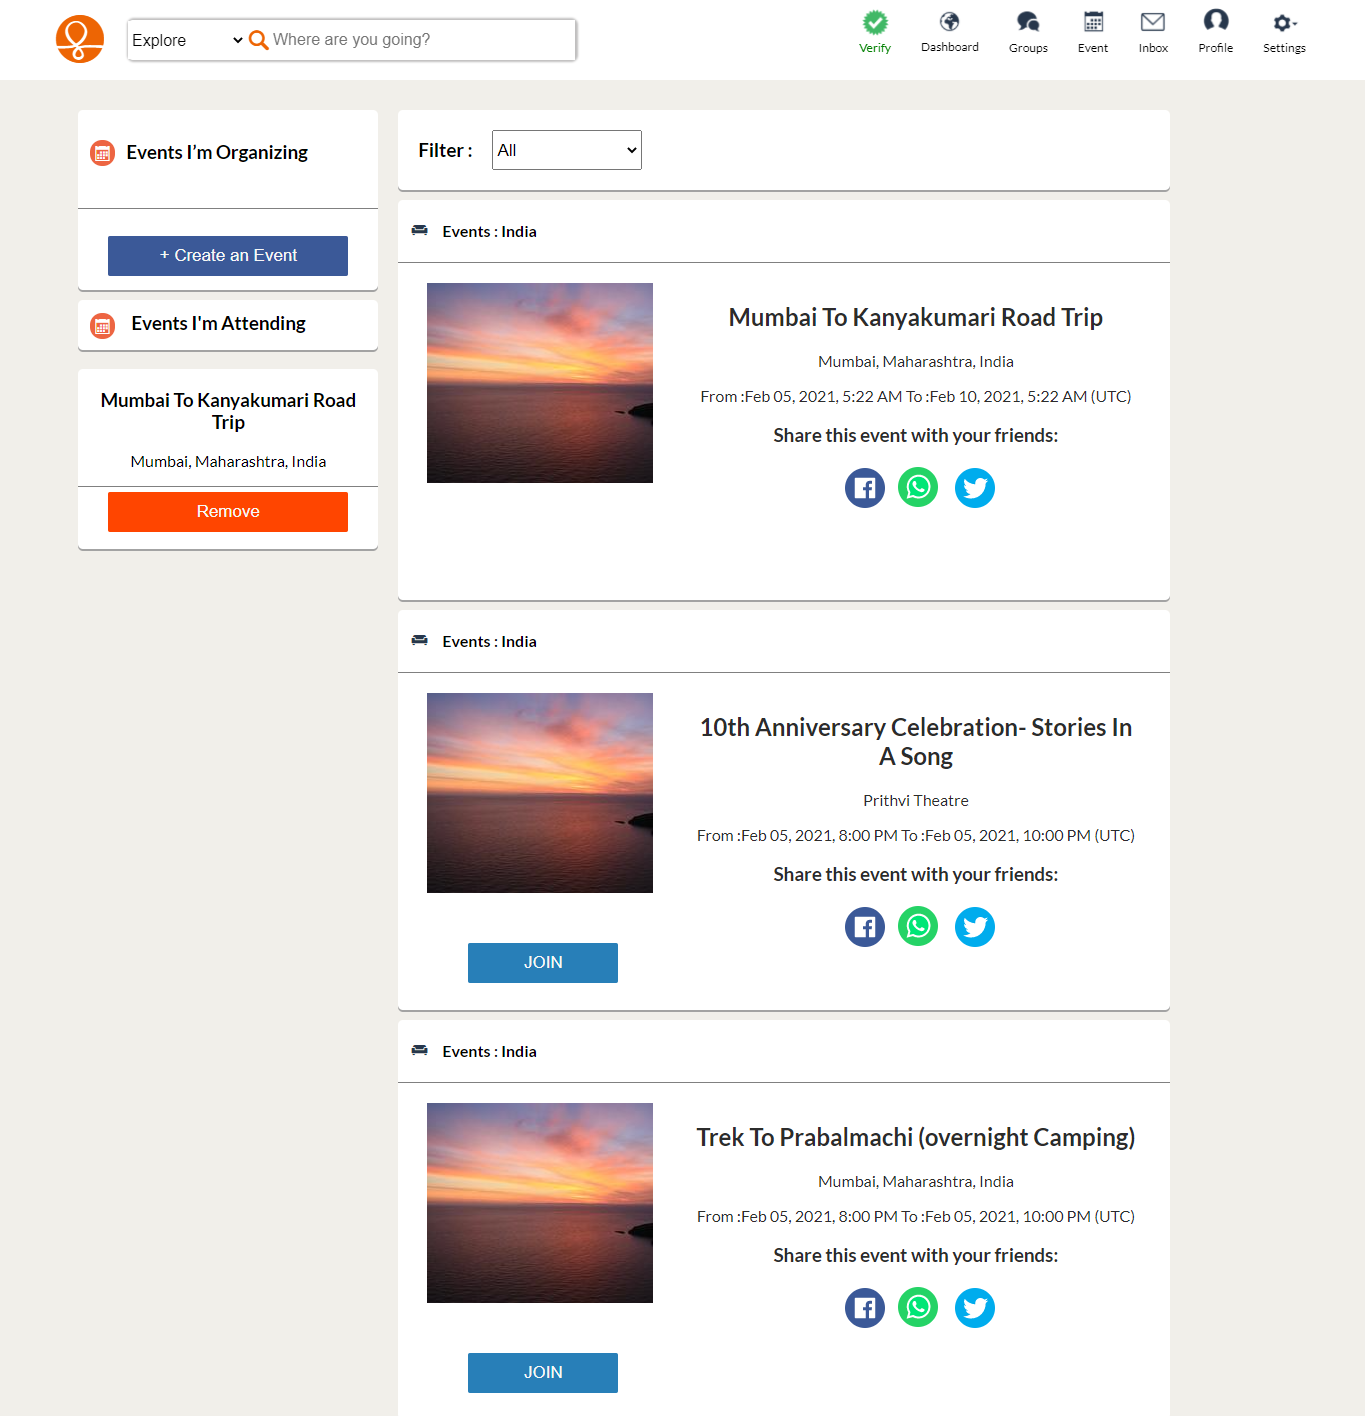 Explore
Where are you going?
Verify
Dashboard
Groups
Event
Inbox
Profile
Settings
Events I’m Organizing
+ Create an Event
Events I'm Attending
Mumbai To Kanyakumari Road
Trip
Mumbai, Maharashtra, India
Remove
Filter :
All
Events : India
Mumbai To Kanyakumari Road Trip
Mumbai, Maharashtra, India
From :Feb 05, 2021, 5:22 AM To :Feb 10, 2021, 5:22 AM (UTC)
Share this event with your friends:
Events : India
10th Anniversary Celebration- Stories In
A Song
Prithvi Theatre
From :Feb 05, 2021, 8:00 PM To :Feb 05, 2021, 10:00 PM (UTC)
Share this event with your friends:
JOIN
Events : India
Trek To Prabalmachi (overnight Camping)
Mumbai, Maharashtra, India
From :Feb 05, 2021, 8:00 PM To :Feb 05, 2021, 10:00 PM (UTC)
Share this event with your friends:
JOIN